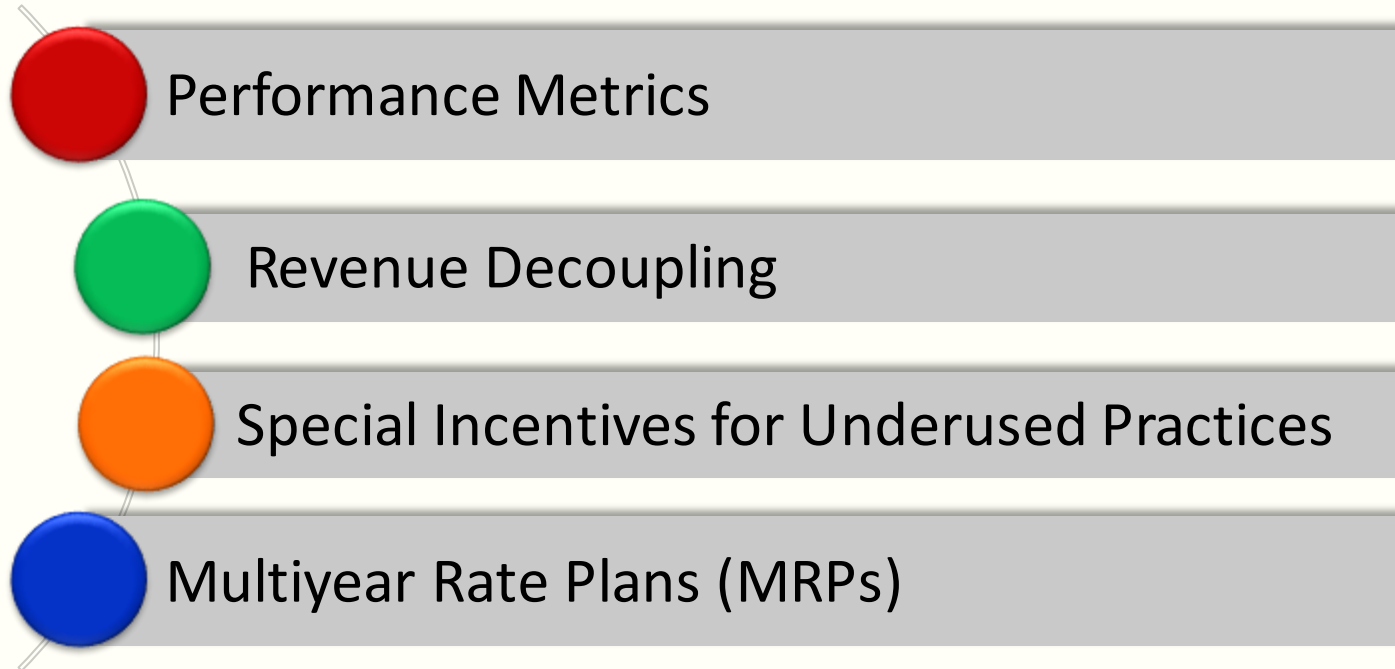 Performance Metrics
Revenue Decoupling
Special Incentives for Underused Practices
Multiyear Rate Plans (MRPs)